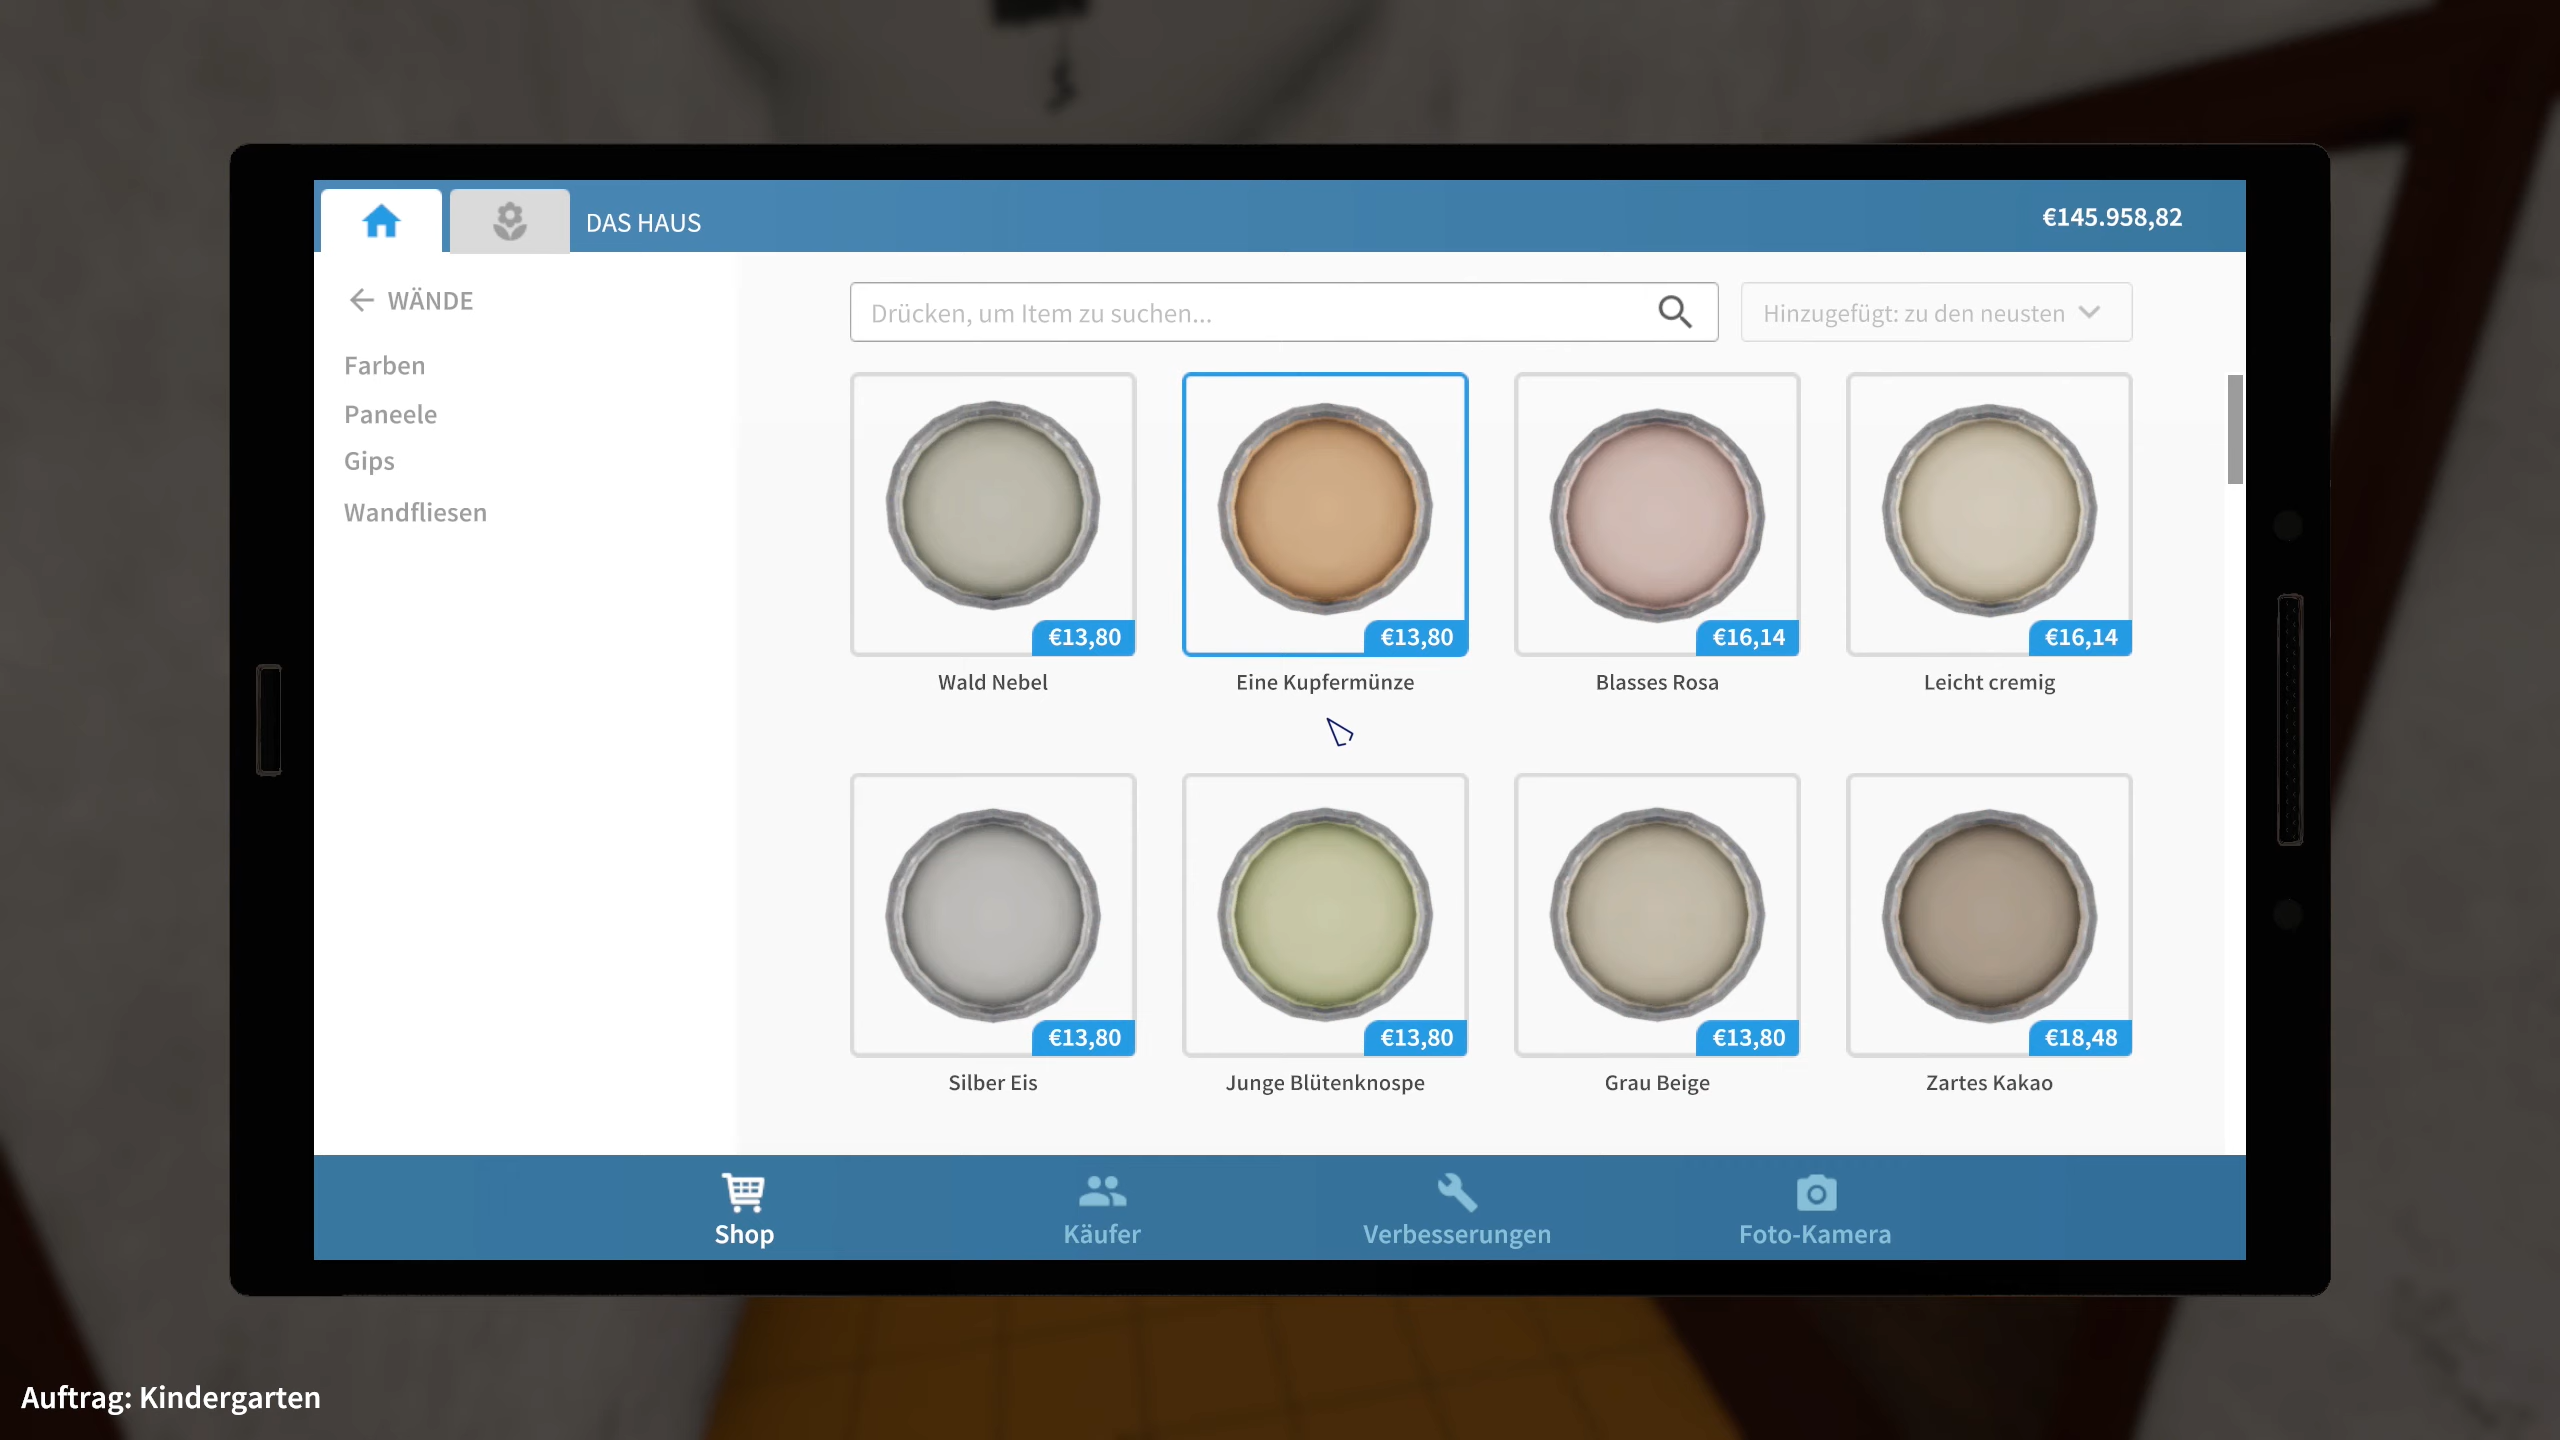 DAS HAUS
€145.958,82
WÄNDE
Farben
Paneele
Gips
Wandfliesen
Drücken, um Item zu suchen...
Hinzugefügt: zu den neusten
€13,80
€13,80
€16,14
€16,14
Wald Nebel
Eine Kupfermünze
Blasses Rosa
Leicht cremig
€13,80
€13,80
€13,80
€18,48
Silber Eis
Junge Blütenknospe
Grau Beige
Zartes Kakao
Shop
Käufer
Verbesserungen
Foto-Kamera
Auftrag: Kindergarten